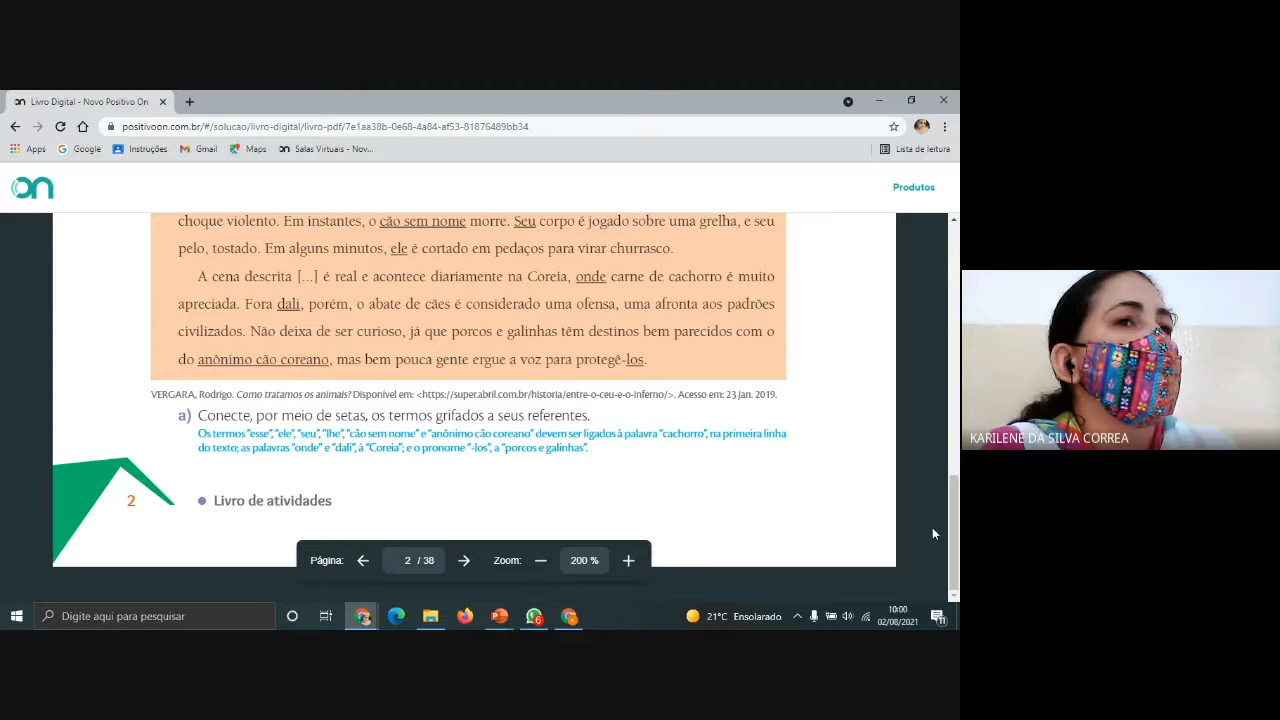 Livro Digital - Novo Positivo On
positivoon.com.br/#/solucao/livro-digital/livro-pdf/7e1aa38b-0e68-4a84-af53-81876489bb34
Apps Google Instruções Gmail Maps Salas Virtuais - Nov... Lista de leitura
on Produtos
choque violento. Em instantes, o cão sem nome morre. Seu corpo é jogado sobre uma grelha, e seu
pelo, tostado. Em alguns minutos, ele é cortado em pedaços para virar churrasco.
A cena descrita [...] é real e acontece diariamente na Coreia, onde carne de cachorro é muito
apreciada. Fora dali, porém, o abate de cães é considerado uma ofensa, uma afronta aos padrões
civilizados. Não deixa de ser curioso, já que porcos e galinhas têm destinos bem parecidos com o
do anônimo cão coreano, mas bem pouca gente ergue a voz para protegê-los.
VERGARA, Rodrigo. Como tratamos os animais? Disponível em: <https://super.abril.com.br/historia/entre-o-ceu-e-o-inferno/>. Acesso em: 23 jan. 2019.
a) Conecte, por meio de setas, os termos grifados a seus referentes.
Os termos "esse", "ele", "seu", "lhe", "cão sem nome" e "anônimo cão coreano" devem ser ligados à palavra "cachorro", na primeira linha
do texto; as palavras "onde" e "dali", à "Coreia"; e o pronome "-los", a "porcos e galinhas".
2 Livro de atividades
Página: 2 / 38 Zoom: 200 %
Digite aqui para pesquisar
6
21°C Ensolarado
10:00
02/08/2021
11
KARILENE DA SILVA CORREA